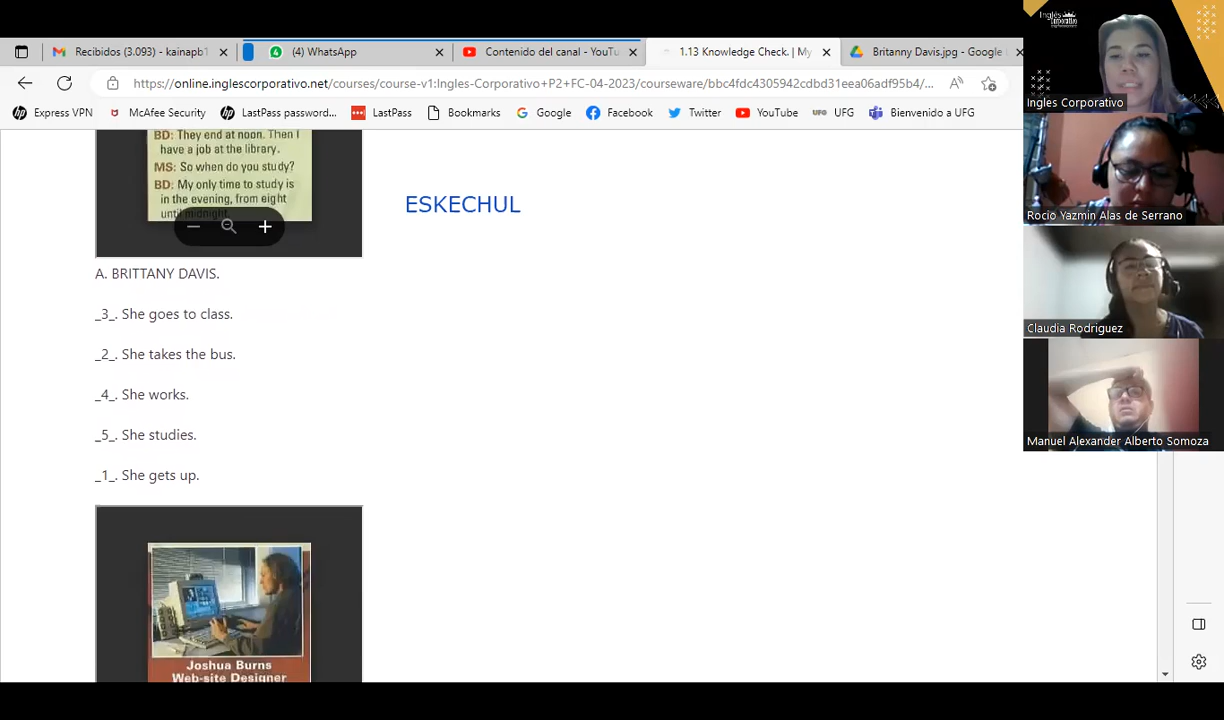 Recibidos (3.093) - kainapb1
(4) WhatsApp
Contenido del canal - YouTu
1.13 Knowledge Check. | My
Britanny Davis.jpg - Google
https://online.inglescorporativo.net/courses/course-v1:Ingles-Corporativo+P2+FC-04-2023/courseware/bbc4fdc4305942cdbd31eea06adf95b4/...
Express VPN
McAfee Security
LastPass password...
LastPass
Bookmarks
Google
Facebook
Twitter
YouTube
UFG
Bienvenido a UFG
BD: They end at noon. Then I
have a job at the library.
MS: So when do you study?
BD: My only time to study is
in the evening, from eight
until midnight.
ESKECHUL
A. BRITTANY DAVIS.
_3_. She goes to class.
_2_. She takes the bus.
_4_. She works.
_5_. She studies.
_1_. She gets up.
Joshua Burns
Web-site Designer
Inglés
Corporativo
Ingles Corporativo
Rocio Yazmin Alas de Serrano
Claudia Rodriguez
Manuel Alexander Alberto Somoza